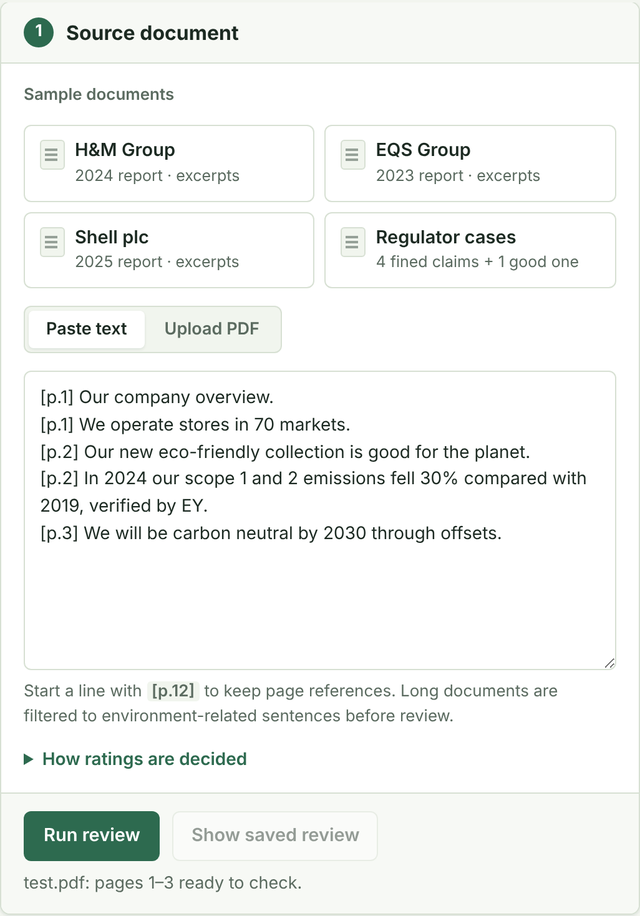 1 Source document
Sample documents
H&M Group
2024 report · excerpts
EQS Group
2023 report · excerpts
Shell plc
2025 report · excerpts
Regulator cases
4 fined claims + 1 good one
Paste text
Upload PDF
[p.1] Our company overview.
[p.1] We operate stores in 70 markets.
[p.2] Our new eco-friendly collection is good for the planet.
[p.2] In 2024 our scope 1 and 2 emissions fell 30% compared with
2019, verified by EY.
[p.3] We will be carbon neutral by 2030 through offsets.
Start a line with [p.12] to keep page references. Long documents are
filtered to environment-related sentences before review.
How ratings are decided
Run review
Show saved review
test.pdf: pages 1–3 ready to check.